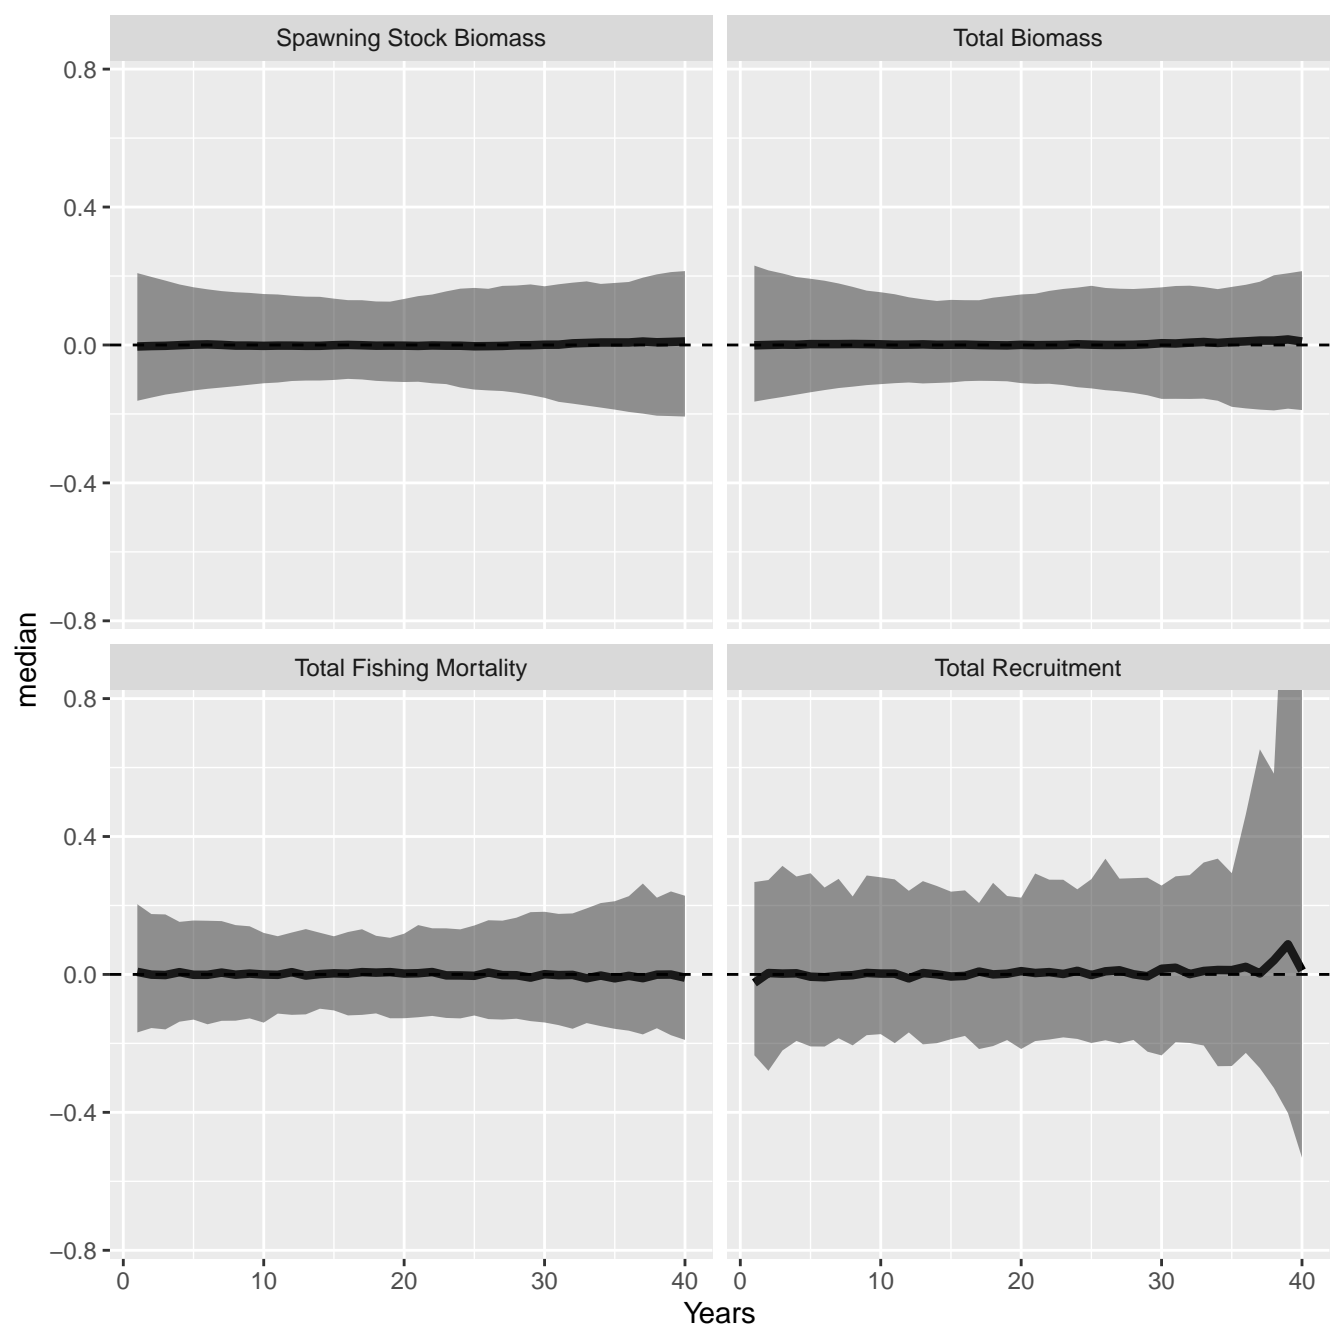 Spawning Stock Biomass
Total Biomass
0.8
0.4
0.0
−0.4
−0.8
median
Total Fishing Mortality
Total Recruitment
0.8
0.4
0.0
−0.4
−0.8
0 10 20 30 40
0 10 20 30 40
Years